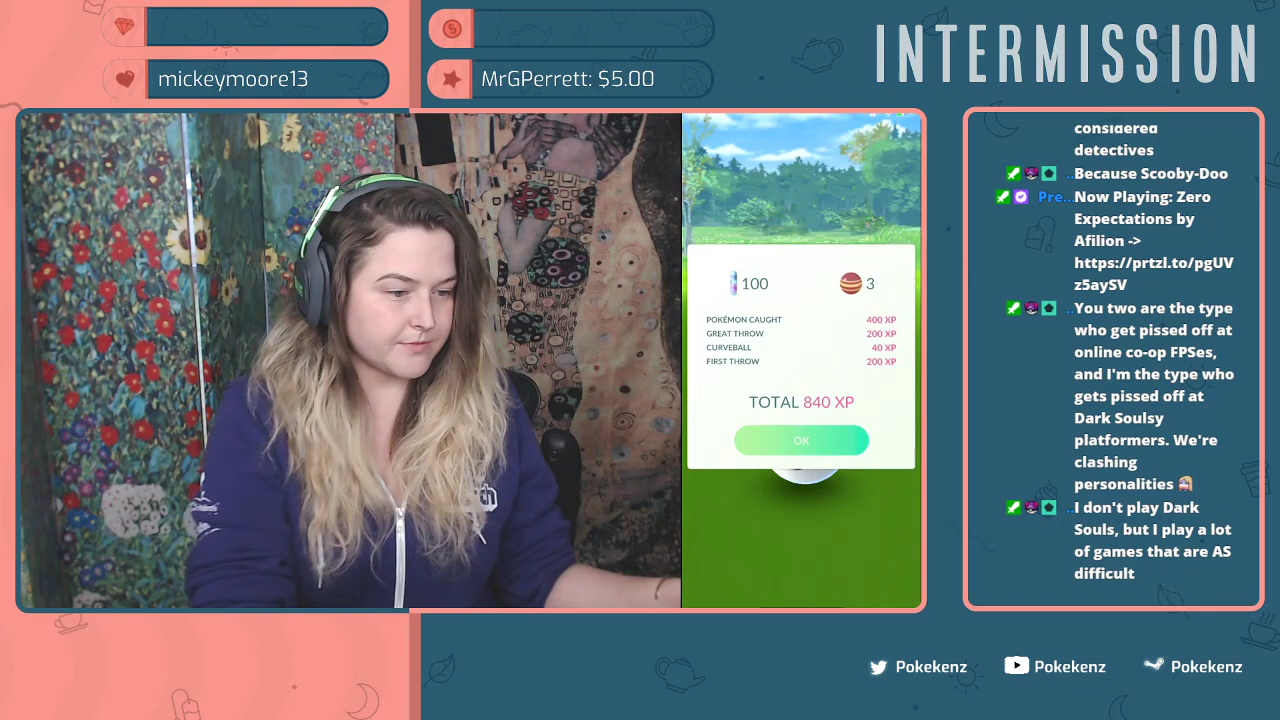 mickeymoore13
MrGPerrett: $5.00
INTERMISSION
100
3
POKÉMON CAUGHT 400 XP
GREAT THROW 200 XP
CURVEBALL 40 XP
FIRST THROW 200 XP
TOTAL 840 XP
OK
considered
detectives
..Because Scooby-Doo
Pre...Now Playing: Zero
Expectations by
Afilion ->
https://prtzl.to/pgUV
z5aySV
..You two are the type
who get pissed off at
online co-op FPSes,
and I'm the type who
gets pissed off at
Dark Soulsy
platformers. We're
clashing
personalities
..I don't play Dark
Souls, but I play a lot
of games that are AS
difficult
Pokekenz
Pokekenz
Pokekenz